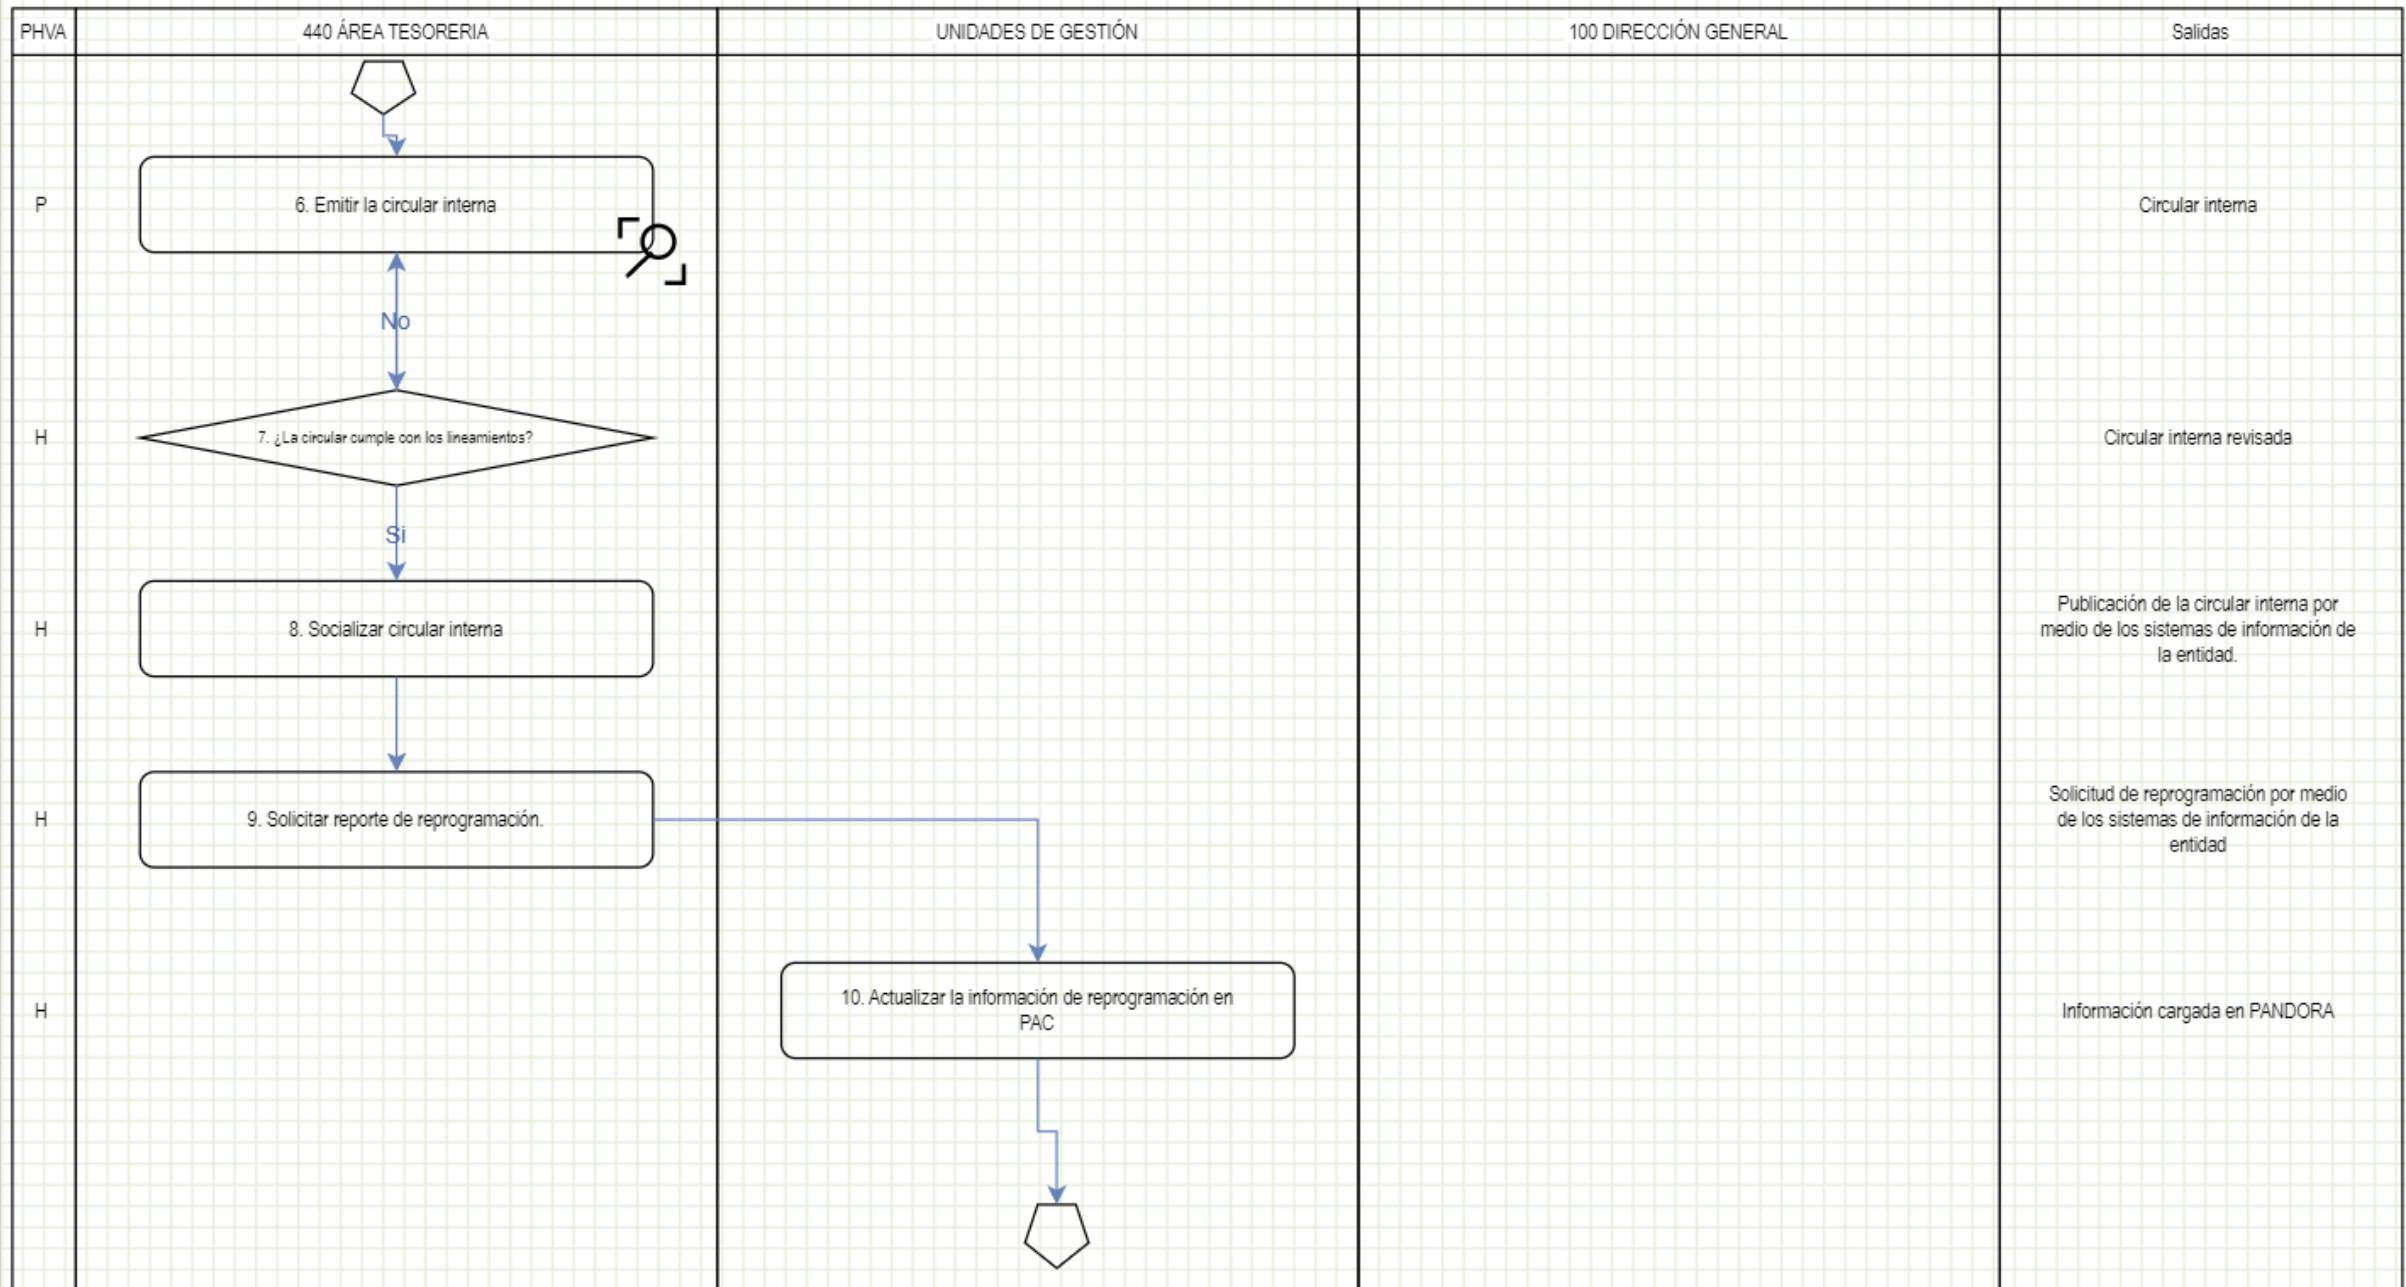 PHVA
440 ÁREA TESORERIA
UNIDADES DE GESTIÓN
100 DIRECCIÓN GENERAL
Salidas
P
6. Emitir la circular interna
Circular interna
No
H
7. ¿La circular cumple con los lineamientos?
Circular interna revisada
Si
H
8. Socializar circular interna
Publicación de la circular interna por
medio de los sistemas de información de
la entidad.
H
9. Solicitar reporte de reprogramación.
Solicitud de reprogramación por medio
de los sistemas de información de la
entidad
H
10. Actualizar la información de reprogramación en
PAC
Información cargada en PANDORA